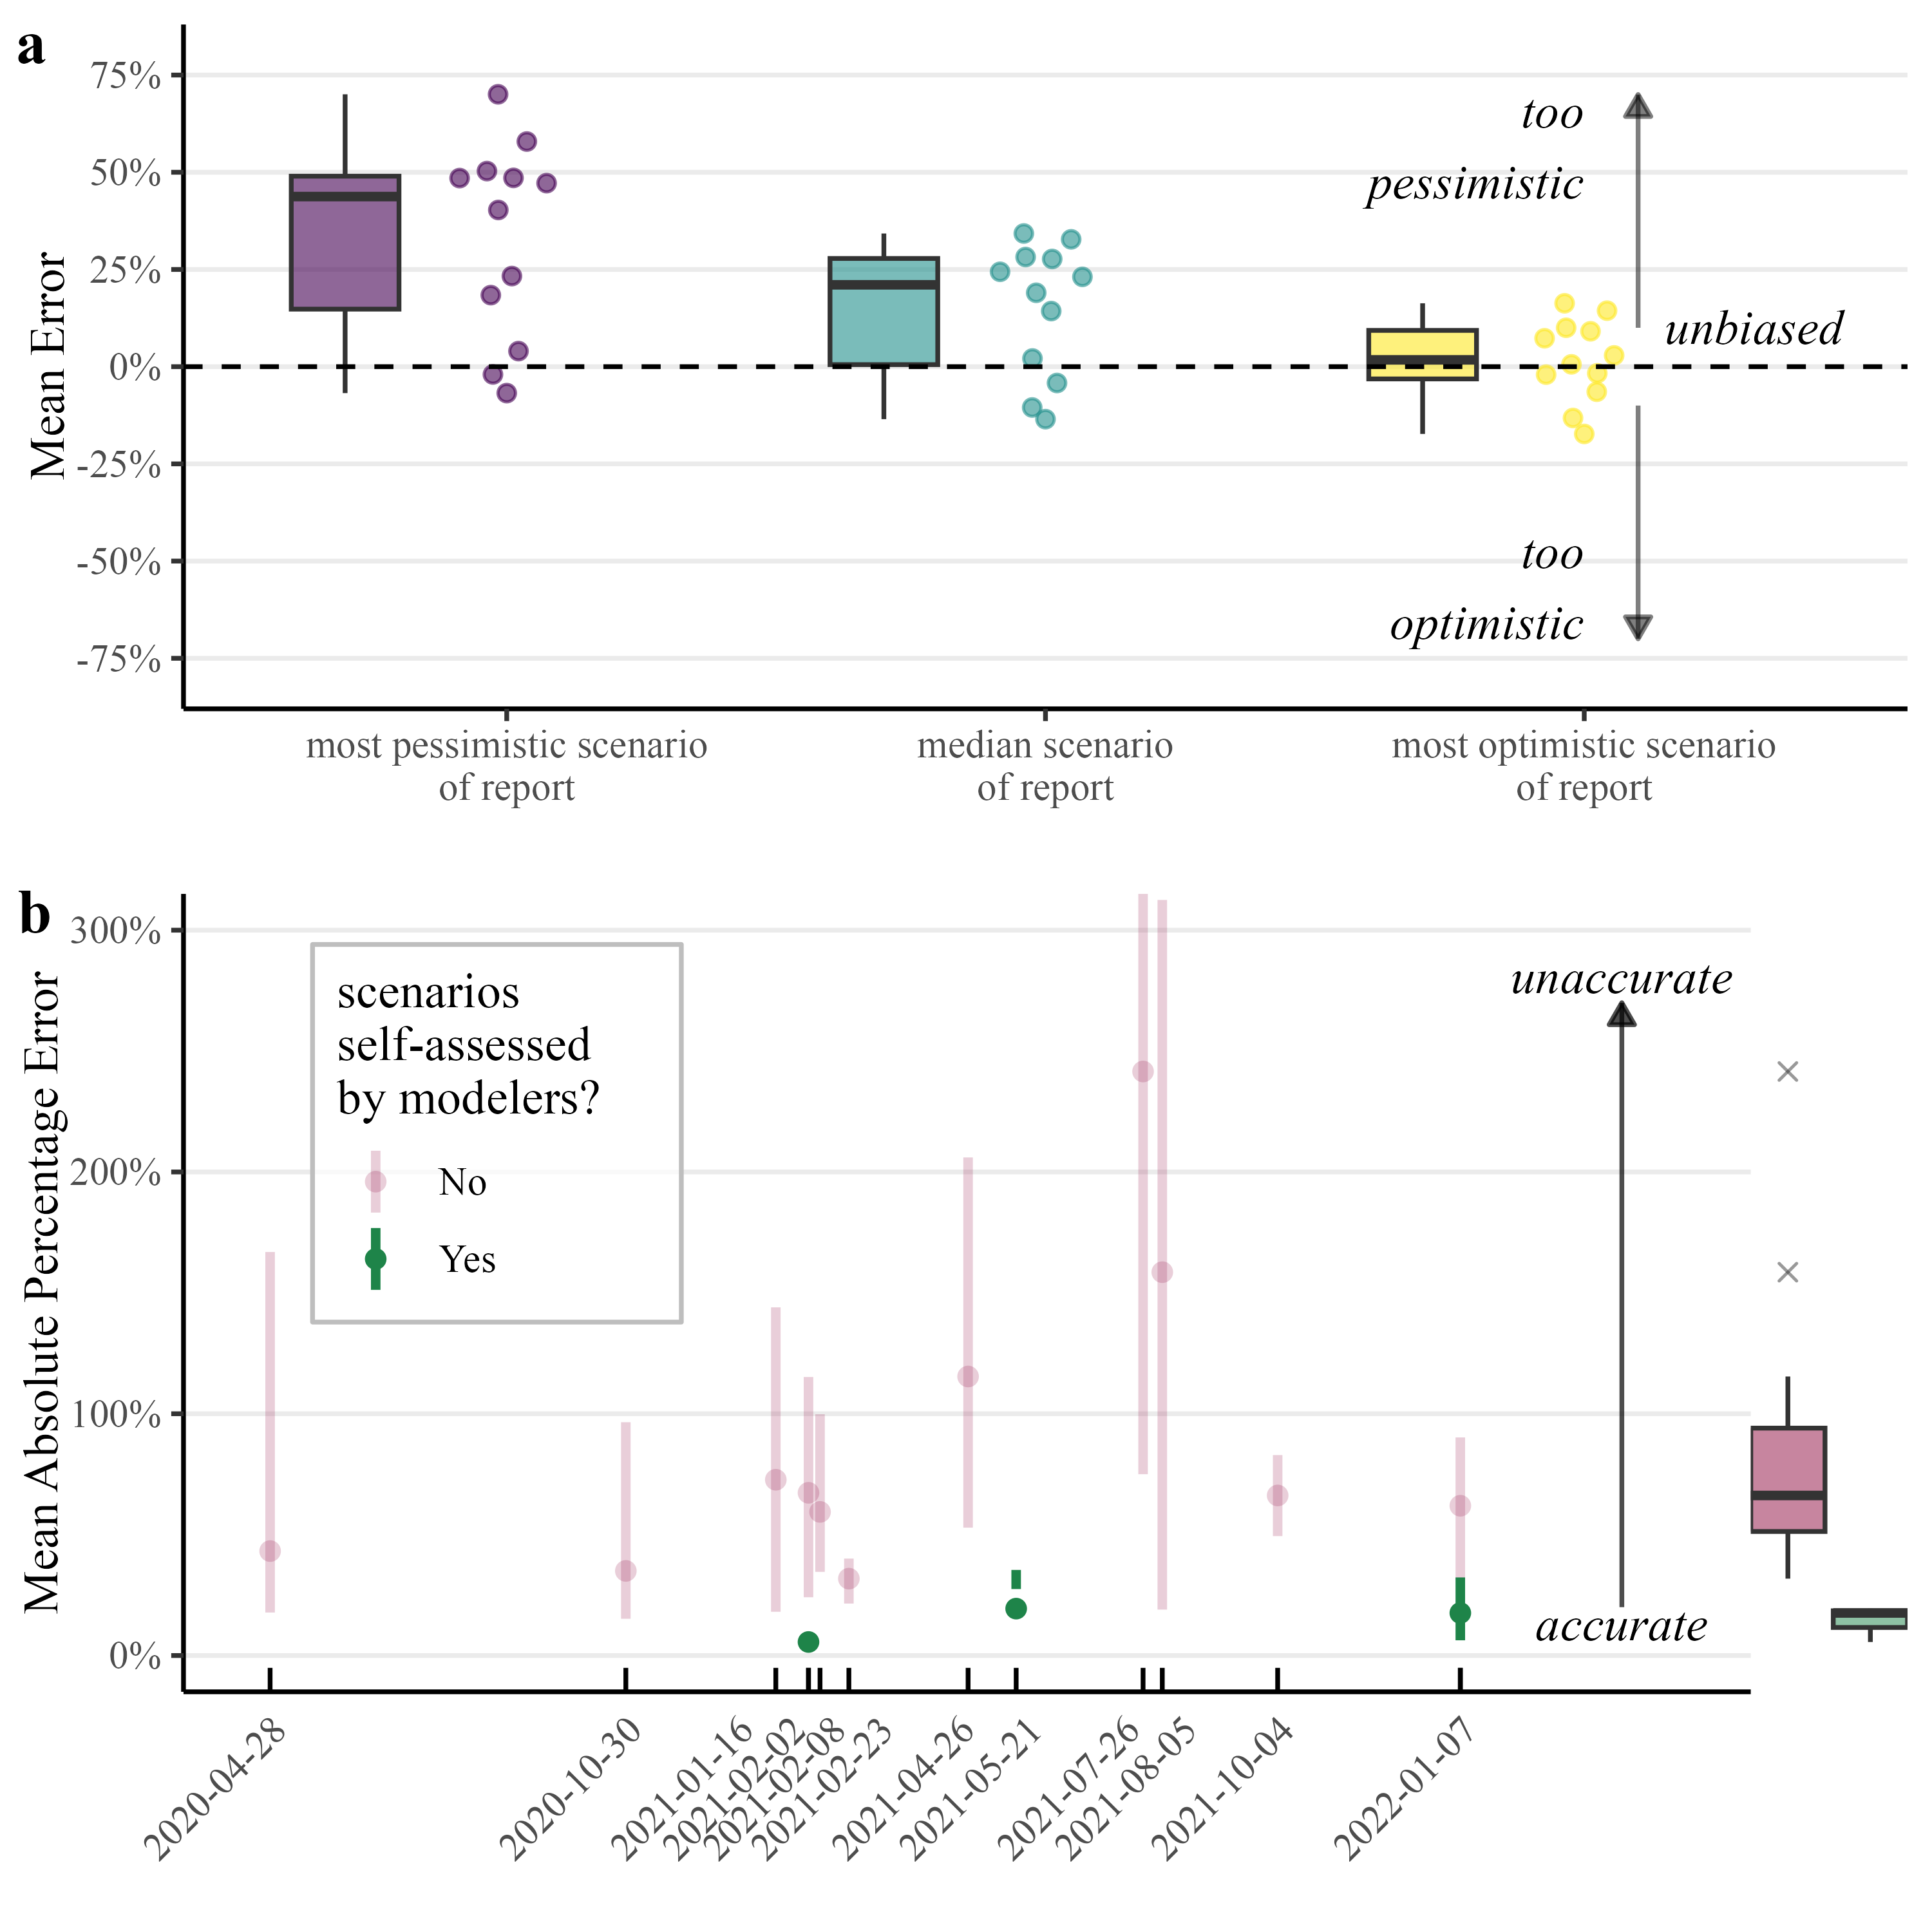 a
75%
50%
25%
0%
-25%
-50%
-75%
Mean Error
too
pessimistic
unbiased
too
optimistic
most pessimistic scenario
of report
median scenario
of report
most optimistic scenario
of report
b
300%
200%
100%
0%
Mean Absolute Percentage Error
scenarios
self-assessed
by modelers?
No
Yes
unaccurate
accurate
2020-04-28
2020-10-30
2021-01-16
2021-02-02
2021-02-08
2021-02-23
2021-04-26
2021-05-21
2021-07-26
2021-08-05
2021-10-04
2022-01-07